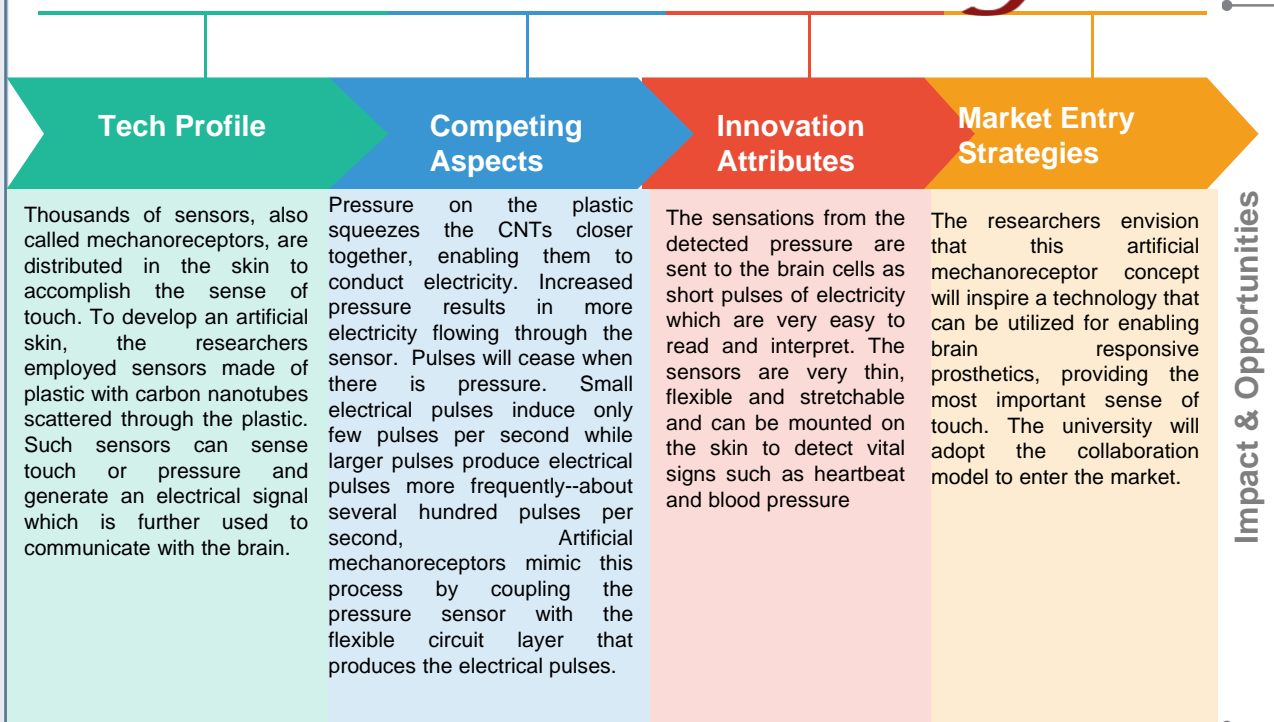 Tech Profile
Competing
Aspects
Innovation
Attributes
Market Entry
Strategies
Thousands of sensors, also
called mechanoreceptors, are
distributed in the skin to
accomplish the sense of
touch. To develop an artificial
skin, the researchers
employed sensors made of
plastic with carbon nanotubes
scattered through the plastic.
Such sensors can sense
touch or pressure and
generate an electrical signal
which is further used to
communicate with the brain.
Pressure on the plastic
squeezes the CNTs closer
together, enabling them to
conduct electricity. Increased
pressure results in more
electricity flowing through the
sensor. Pulses will cease when
there is pressure. Small
electrical pulses induce only
few pulses per second while
larger pulses produce electrical
pulses more frequently--about
several hundred pulses per
second, Artificial
mechanoreceptors mimic this
process by coupling the
pressure sensor with the
flexible circuit layer that
produces the electrical pulses.
The sensations from the
detected pressure are
sent to the brain cells as
short pulses of electricity
which are very easy to
read and interpret. The
sensors are very thin,
flexible and stretchable
and can be mounted on
the skin to detect vital
signs such as heartbeat
and blood pressure
The researchers envision
that this artificial
mechanoreceptor concept
will inspire a technology that
can be utilized for enabling
brain responsive
prosthetics, providing the
most important sense of
touch. The university will
adopt the collaboration
model to enter the market.
Impact & Opportunities